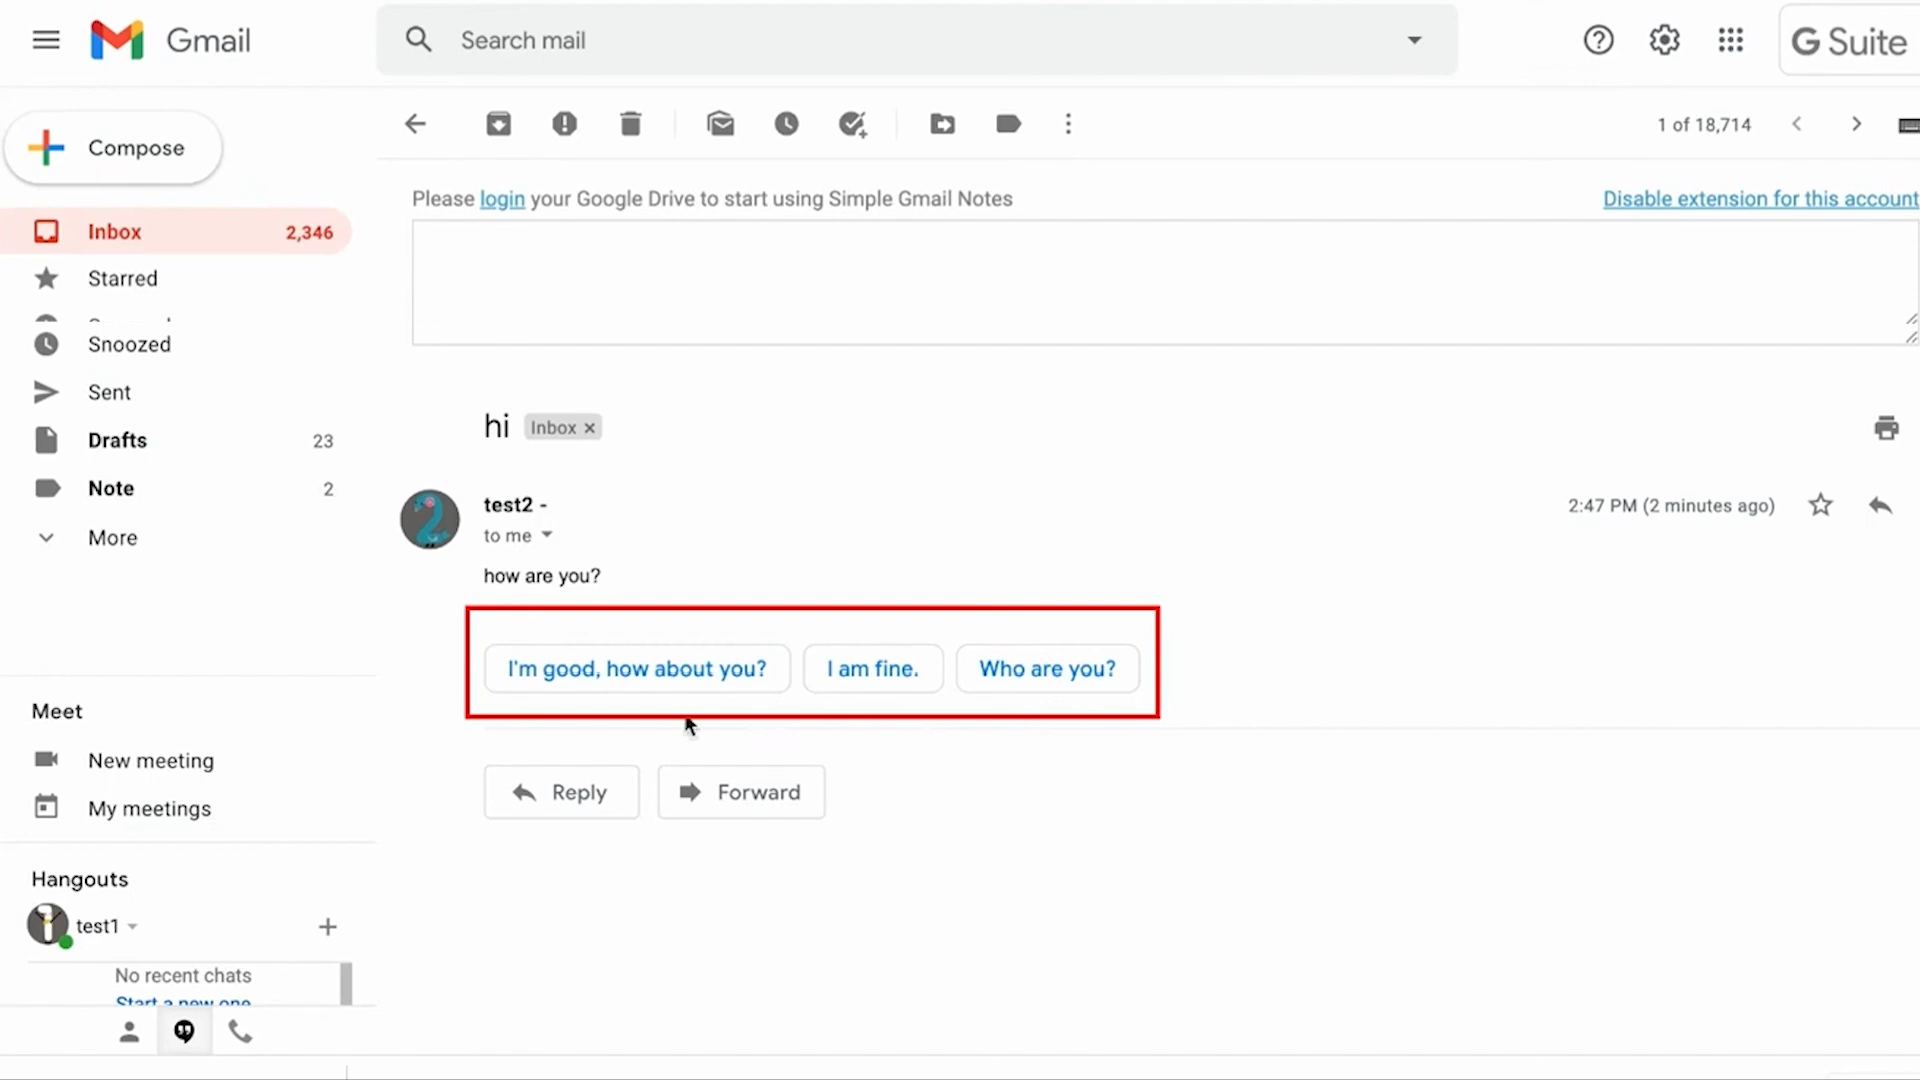 Gmail
Search mail
G Suite
Compose
1 of 18,714
Please login your Google Drive to start using Simple Gmail Notes
Disable extension for this account
Inbox 2,346
Starred
Snoozed
Sent
Drafts 23
Note 2
More
hi Inbox ×
test2 -
2:47 PM (2 minutes ago)
to me
how are you?
I'm good, how about you?
I am fine.
Who are you?
Reply
Forward
Meet
New meeting
My meetings
Hangouts
test1
No recent chats
Start a new one